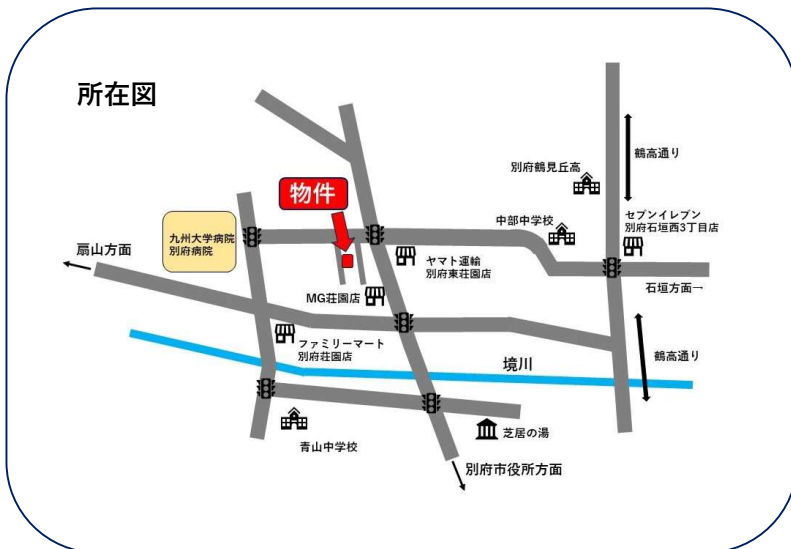 所在図
鶴高通り
別府鶴見丘高
物件
中部中学校
セブンイレブン
別府石垣西3丁目店
九州大学病院
別府病院
扇山方面
ヤマト運輸
別府東荘園店
石垣方面→
MG荘園店
ファミリーマート
別府荘園店
境川
鶴高通り
芝居の湯
青山中学校
別府市役所方面